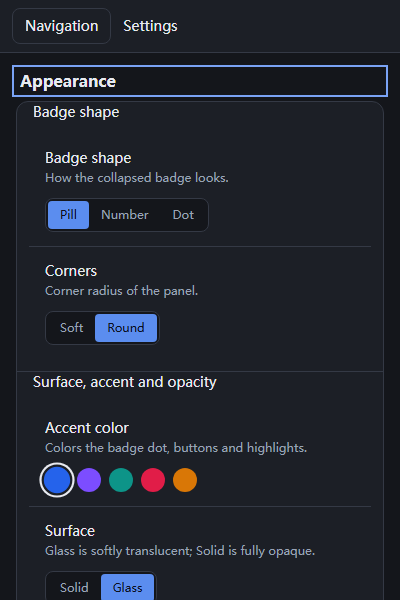 Navigation
Settings
Appearance
Badge shape
Badge shape
How the collapsed badge looks.
Pill
Number
Dot
Corners
Corner radius of the panel.
Soft
Round
Surface, accent and opacity
Accent color
Colors the badge dot, buttons and highlights.
Surface
Glass is softly translucent; Solid is fully opaque.
Solid
Glass